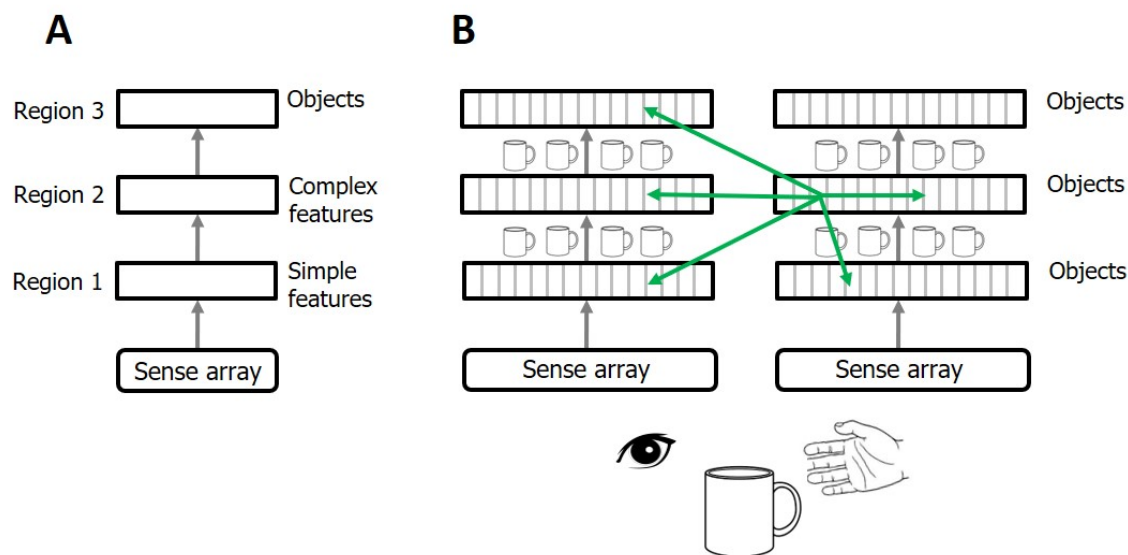 A
B
Region 3
Objects
Objects
Region 2
Complex
features
Objects
Region 1
Simple
features
Objects
Sense array
Sense array
Sense array